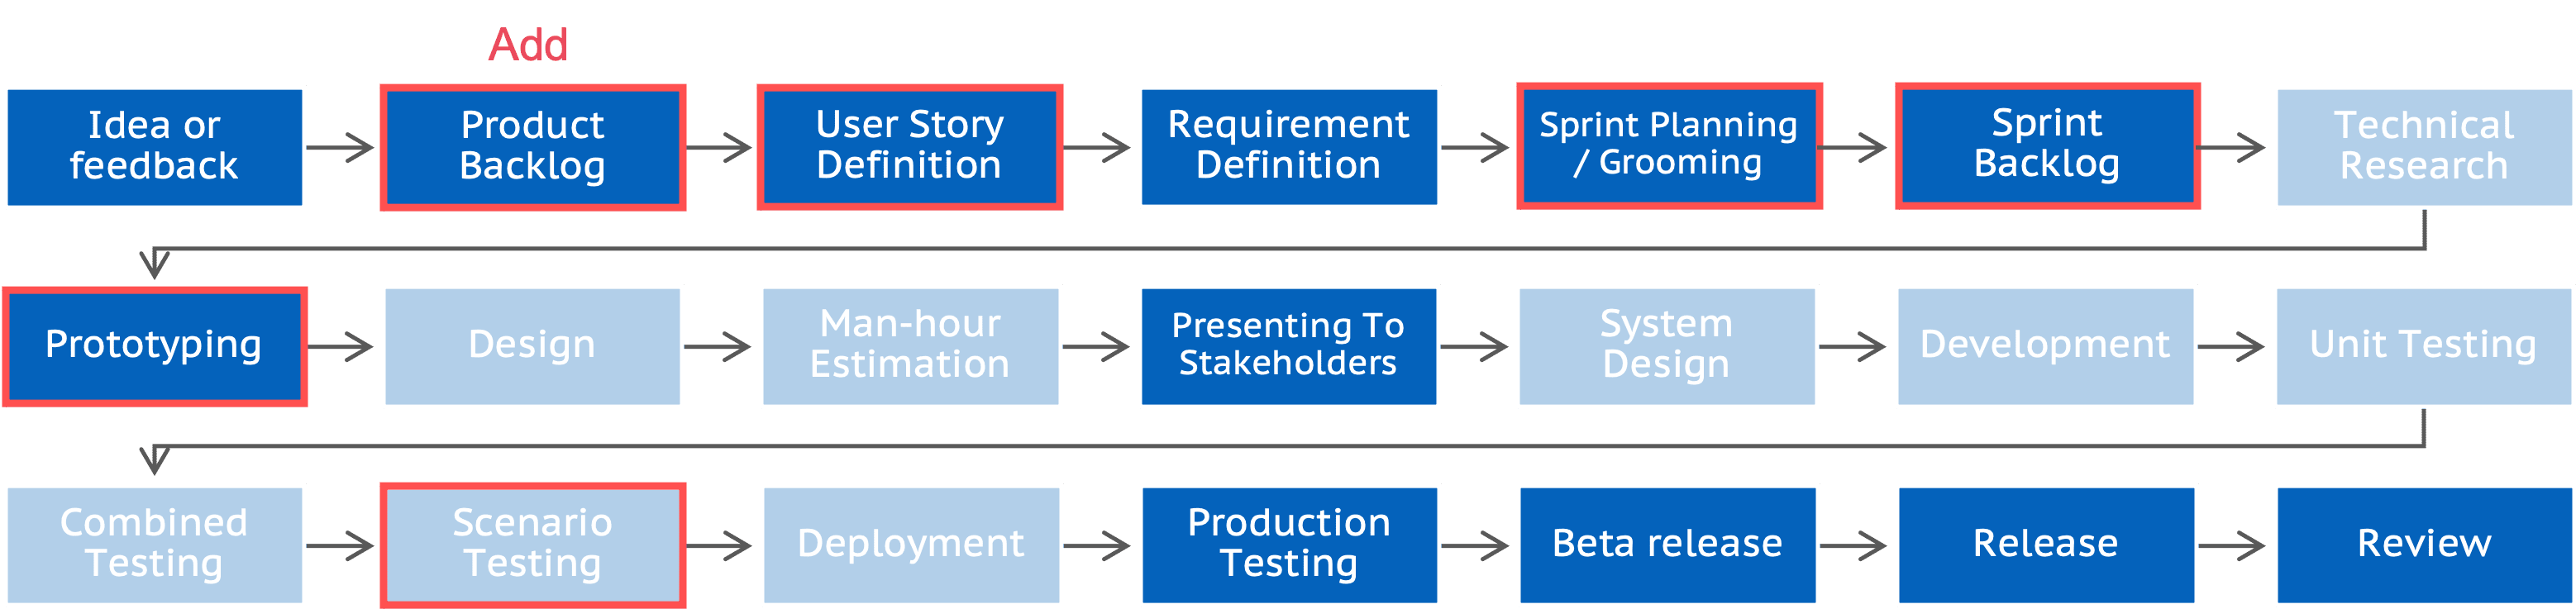 Add
Idea or
feedback
Product
Backlog
User Story
Definition
Requirement
Definition
Sprint Planning
/ Grooming
Sprint
Backlog
Technical
Research
Prototyping
Design
Man-hour
Estimation
Presenting To
Stakeholders
System
Design
Development
Unit Testing
Combined
Testing
Scenario
Testing
Deployment
Production
Testing
Beta release
Release
Review